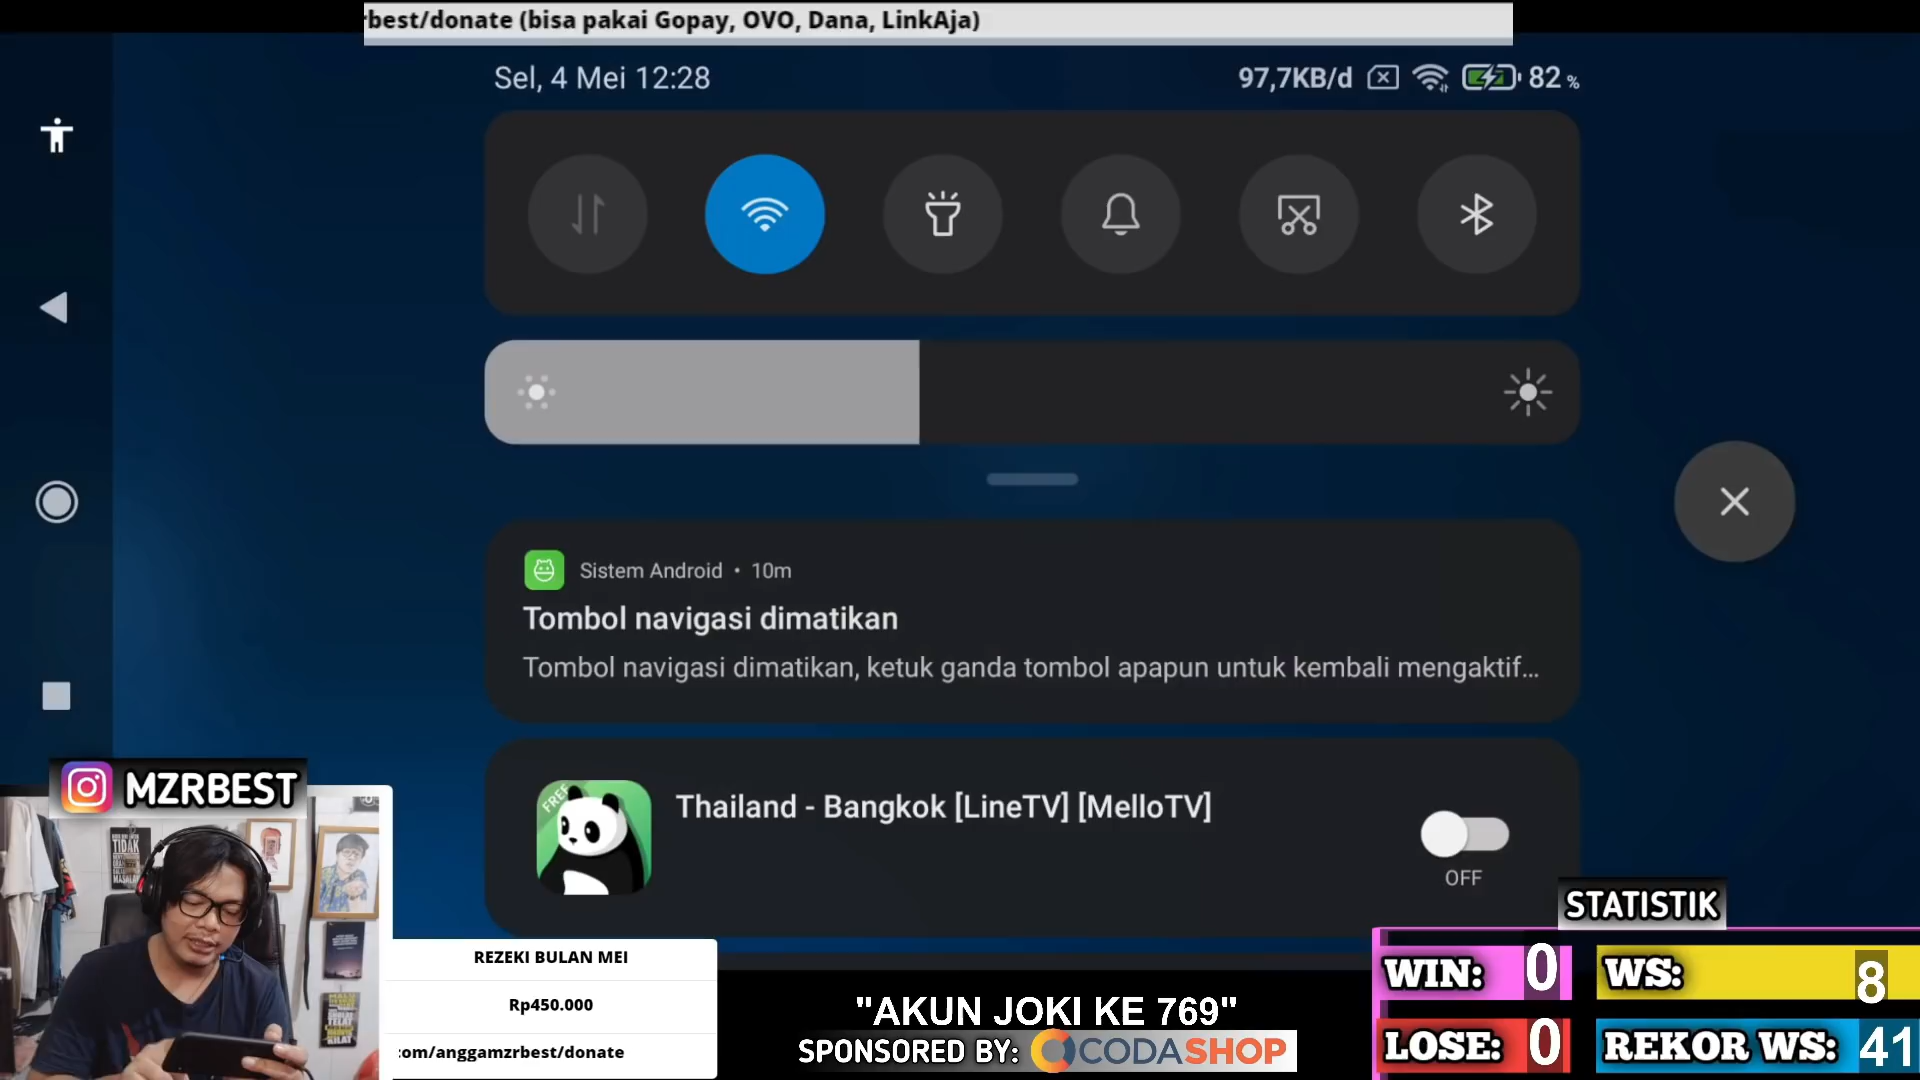 rbest/donate (bisa pakai Gopay, OVO, Dana, LinkAja)
Sel, 4 Mei 12:28
97,7KB/d 82 %
Sistem Android • 10m
Tombol navigasi dimatikan
Tombol navigasi dimatikan, ketuk ganda tombol apapun untuk kembali mengaktif...
FREE
Thailand - Bangkok [LineTV] [MelloTV]
OFF
MZRBEST
TIDAK
REZEKI BULAN MEI
Rp450.000
:om/anggamzrbest/donate
"AKUN JOKI KE 769"
SPONSORED BY: CODASHOP
STATISTIK
WIN: 0
WS: 8
LOSE: 0
REKOR WS: 41